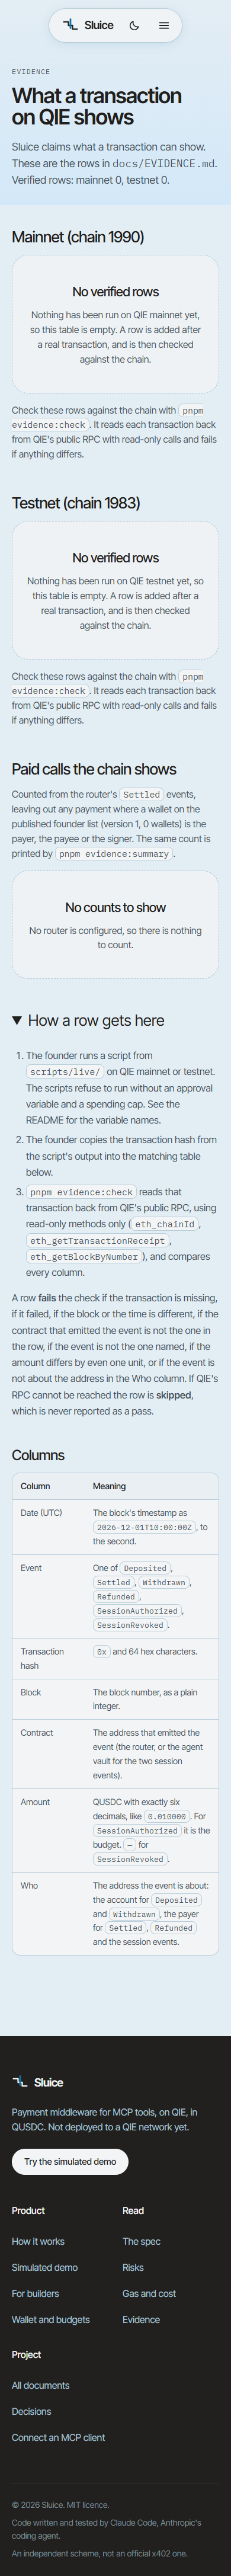 Sluice
EVIDENCE
What a transaction
on QIE shows
Sluice claims what a transaction can show.
These are the rows in docs/EVIDENCE.md.
Verified rows: mainnet 0, testnet 0.
Mainnet (chain 1990)
No verified rows
Nothing has been run on QIE mainnet yet,
so this table is empty. A row is added after
a real transaction, and is then checked
against the chain.
Check these rows against the chain with pnpm
evidence:check. It reads each transaction back
from QIE's public RPC with read-only calls and fails
if anything differs.
Testnet (chain 1983)
No verified rows
Nothing has been run on QIE testnet yet, so
this table is empty. A row is added after a
real transaction, and is then checked
against the chain.
Check these rows against the chain with pnpm
evidence:check. It reads each transaction back
from QIE's public RPC with read-only calls and fails
if anything differs.
Paid calls the chain shows
Counted from the router's Settled events,
leaving out any payment where a wallet on the
published founder list (version 1, 0 wallets) is the
payer, the payee or the signer. The same count is
printed by pnpm evidence:summary.
No counts to show
No router is configured, so there is nothing
to count.
▼ How a row gets here
1. The founder runs a script from
scripts/live/ on QIE mainnet or testnet.
The scripts refuse to run without an approval
variable and a spending cap. See the
README for the variable names.
2. The founder copies the transaction hash from
the script's output into the matching table
below.
3. pnpm evidence:check reads that
transaction back from QIE's public RPC, using
read-only methods only (eth_chainId,
eth_getTransactionReceipt,
eth_getBlockByNumber), and compares
every column.
A row fails the check if the transaction is missing,
if it failed, if the block or the time is different, if the
contract that emitted the event is not the one in
the row, if the event is not the one named, if the
amount differs by even one unit, or if the event is
not about the address in the Who column. If QIE's
RPC cannot be reached the row is skipped,
which is never reported as a pass.
Columns
Column Meaning
Date (UTC) The block's timestamp as
2026-12-01T10:00:00Z, to
the second.
Event One of Deposited,
Settled, Withdrawn,
Refunded,
SessionAuthorized,
SessionRevoked.
Transaction
hash
0x and 64 hex characters.
Block The block number, as a plain
integer.
Contract The address that emitted the
event (the router, or the agent
vault for the two session
events).
Amount QUSDC with exactly six
decimals, like 0.010000. For
SessionAuthorized it is the
budget. — for
SessionRevoked.
Who The address the event is about:
the account for Deposited
and Withdrawn, the payer
for Settled, Refunded
and the session events.
Sluice
Payment middleware for MCP tools, on QIE, in
QUSDC. Not deployed to a QIE network yet.
Try the simulated demo
Product
How it works
Simulated demo
For builders
Wallet and budgets
Read
The spec
Risks
Gas and cost
Evidence
Project
All documents
Decisions
Connect an MCP client
© 2026 Sluice. MIT licence.
Code written and tested by Claude Code, Anthropic's
coding agent.
An independent scheme, not an official x402 one.